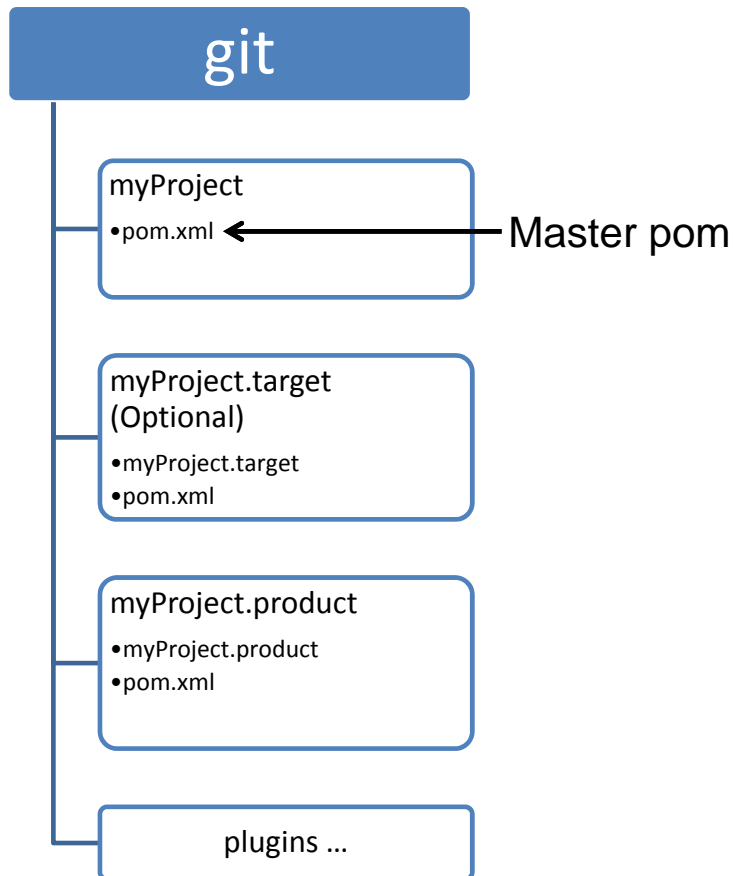 git
myProject
•pom.xml
Master pom
myProject.target
(Optional)
•myProject.target
•pom.xml
myProject.product
•myProject.product
•pom.xml
plugins ...